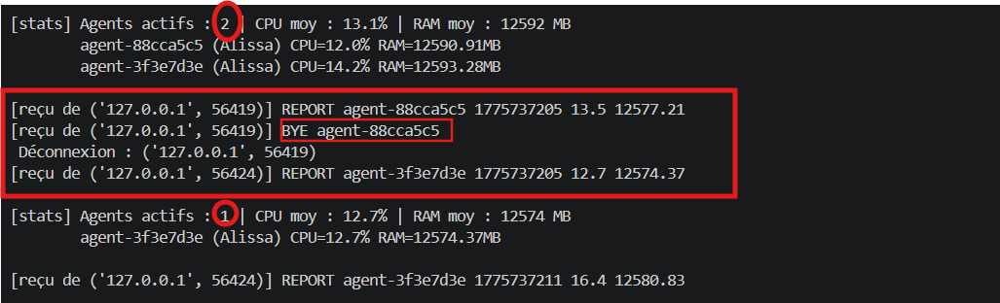 [stats] Agents actifs : 2 | CPU moy : 13.1% | RAM moy : 12592 MB
agent-88cca5c5 (Alissa) CPU=12.0% RAM=12590.91MB
agent-3f3e7d3e (Alissa) CPU=14.2% RAM=12593.28MB
[reçu de ('127.0.0.1', 56419)] REPORT agent-88cca5c5 1775737205 13.5 12577.21
[reçu de ('127.0.0.1', 56419)] BYE agent-88cca5c5
Déconnexion : ('127.0.0.1', 56419)
[reçu de ('127.0.0.1', 56424)] REPORT agent-3f3e7d3e 1775737205 12.7 12574.37
[stats] Agents actifs : 1 | CPU moy : 12.7% | RAM moy : 12574 MB
agent-3f3e7d3e (Alissa) CPU=12.7% RAM=12574.37MB
[reçu de ('127.0.0.1', 56424)] REPORT agent-3f3e7d3e 1775737211 16.4 12580.83